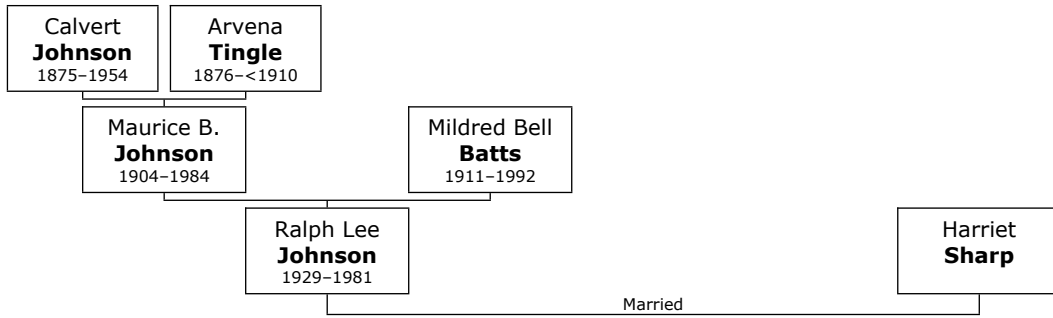 Calvert
Johnson
1875–1954
Arvena
Tingle
1876–<1910
Maurice B.
Johnson
1904–1984
Mildred Bell
Batts
1911–1992
Ralph Lee
Johnson
1929–1981
Harriet
Sharp
Married